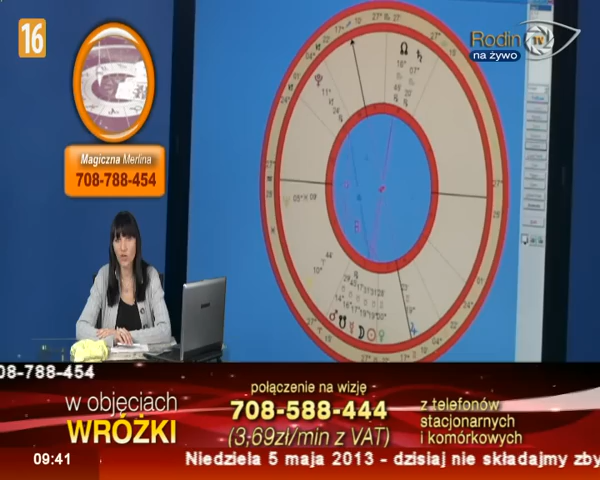 16
Rodin TV
na żywo
Magiczna Merlina
708-788-454
08-788-454
w objęciach
WRÓŻKI
połączenie na wizję -
708-588-444
(3,69zł/min z VAT)
z telefonów
stacjonarnych
i komórkowych
09:41
Niedziela 5 maja 2013 - dzisiaj nie składajmy zby